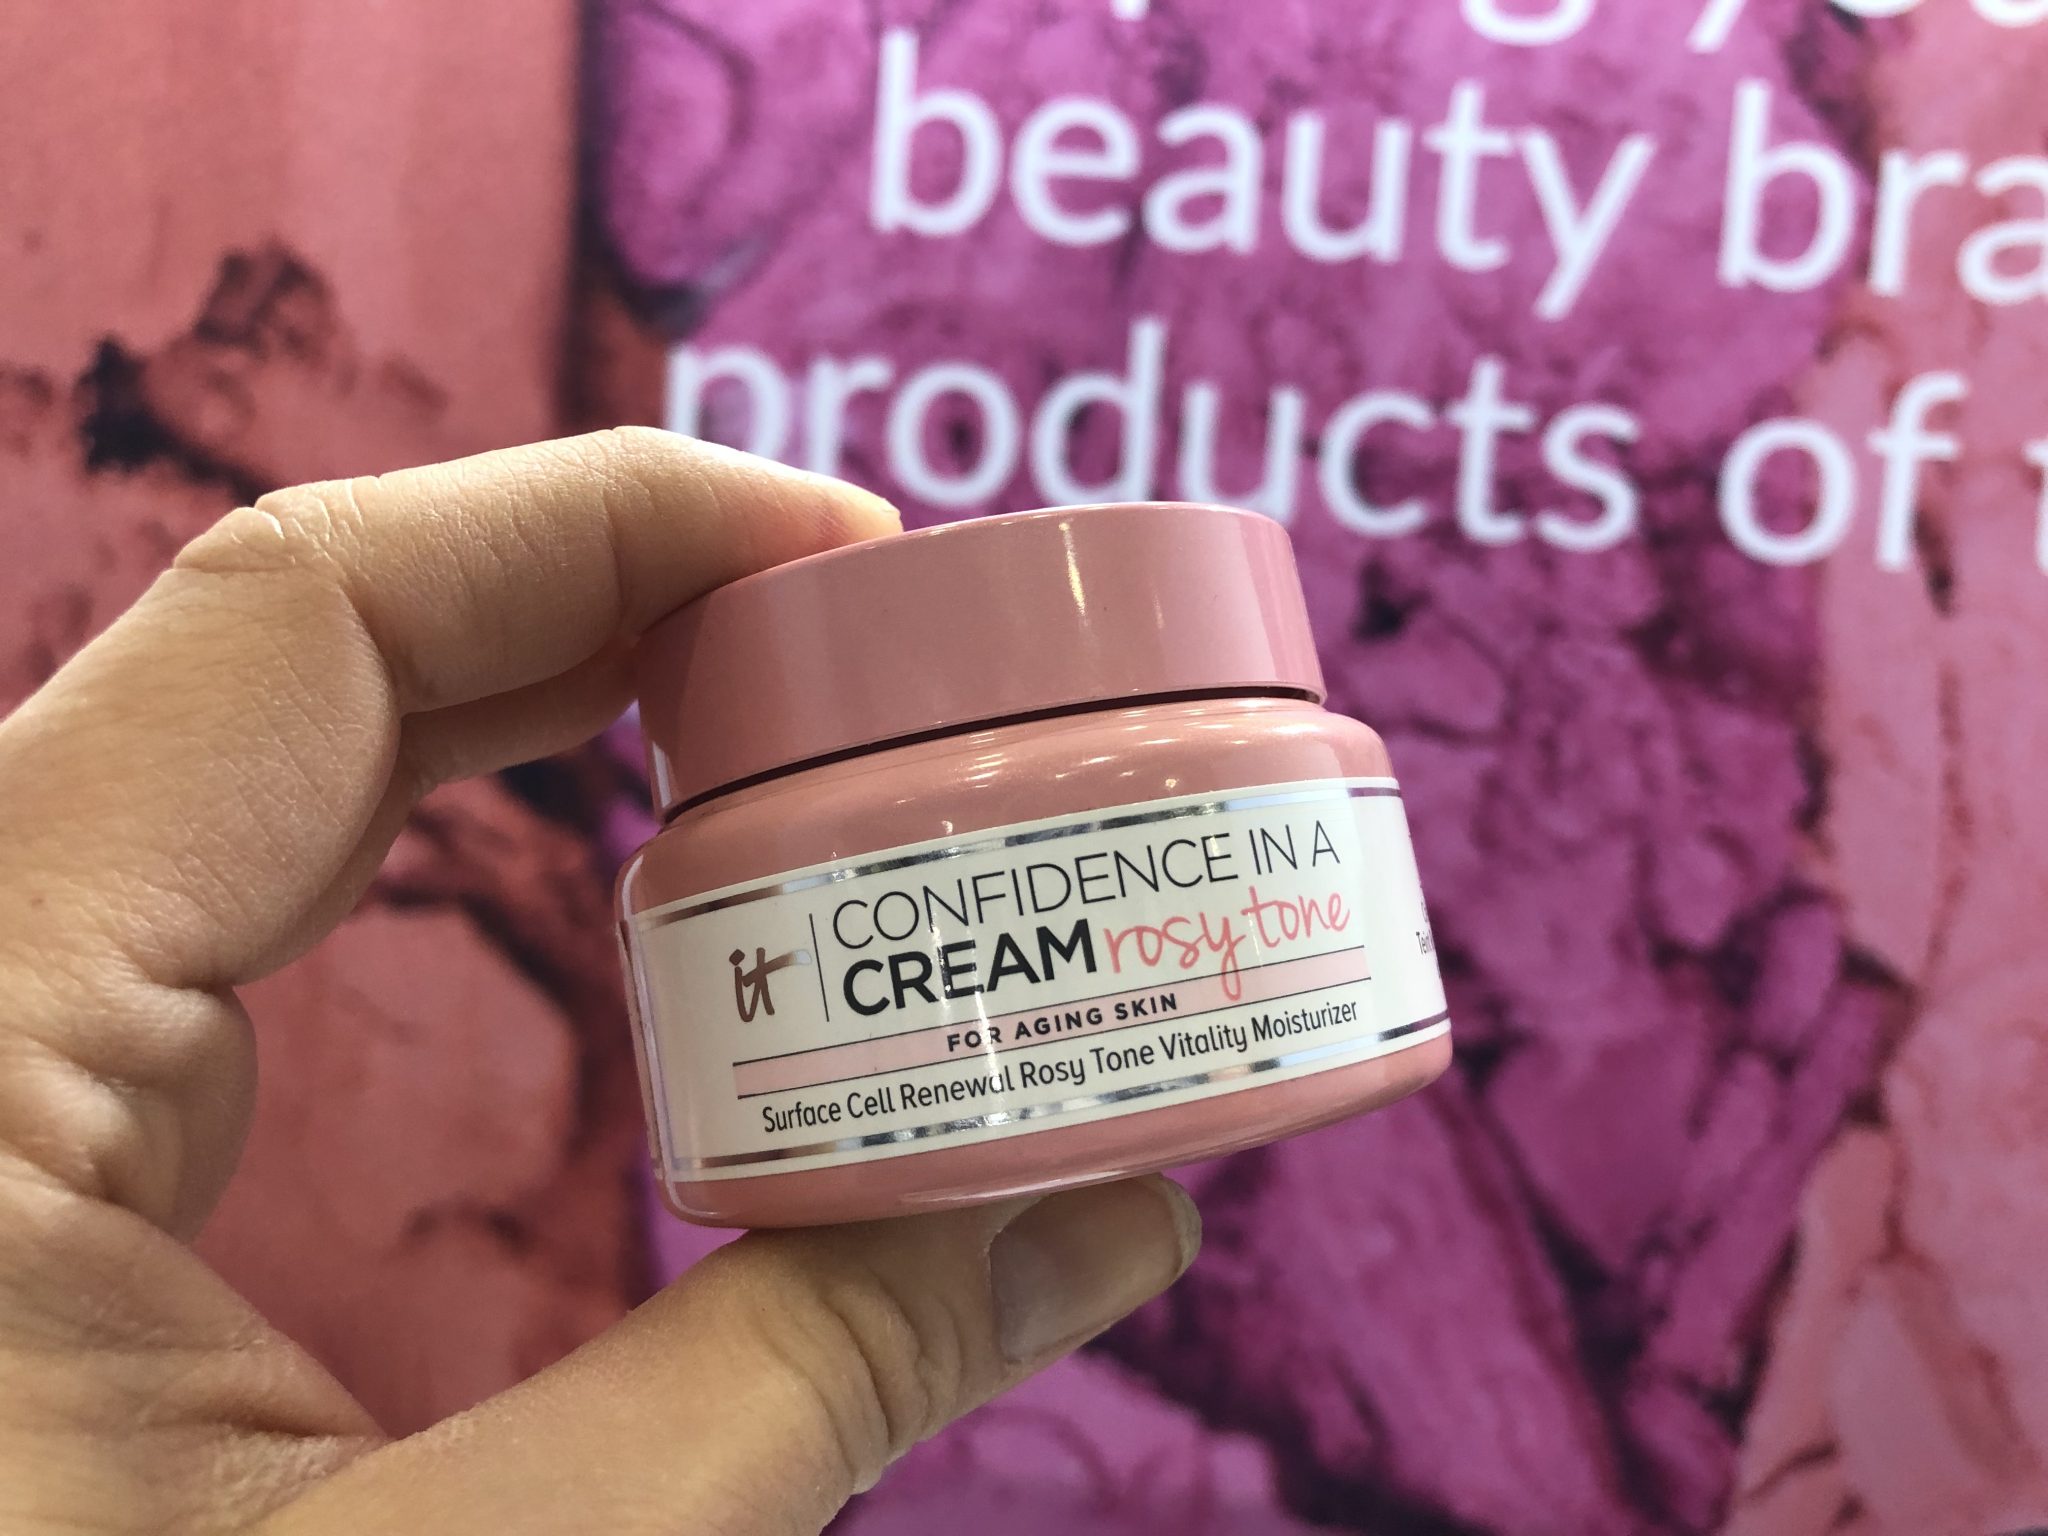 beauty
products of
it
CONFIDENCE IN A
CREAM rosy tone
FOR AGING SKIN
Surface Cell Renewal Rosy Tone Vitality Moisturizer